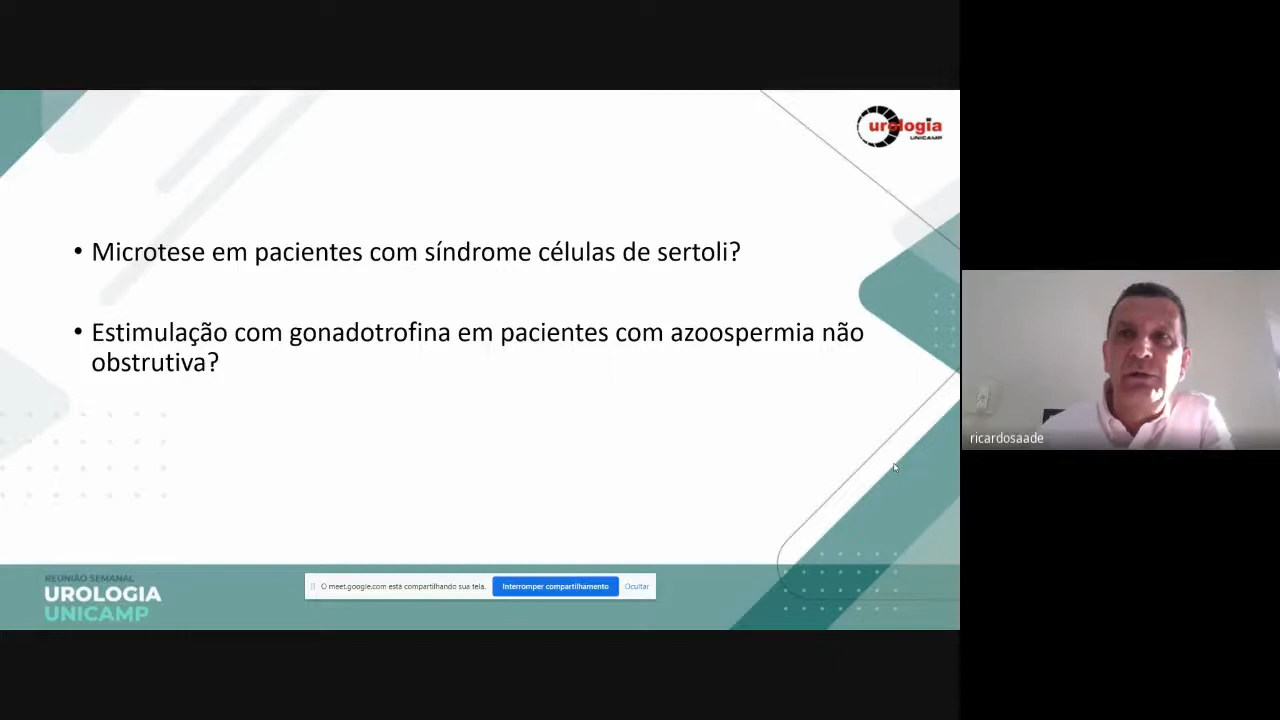 urologia
UNICAMP
• Microtese em pacientes com síndrome células de sertoli?
• Estimulação com gonadotrofina em pacientes com azoospermia não
obstrutiva?
ricardosaade
REUNIÃO SEMANAL
UROLOGIA
UNICAMP
O meet.google.com está compartilhando sua tela.
Interromper compartilhamento
Ocultar